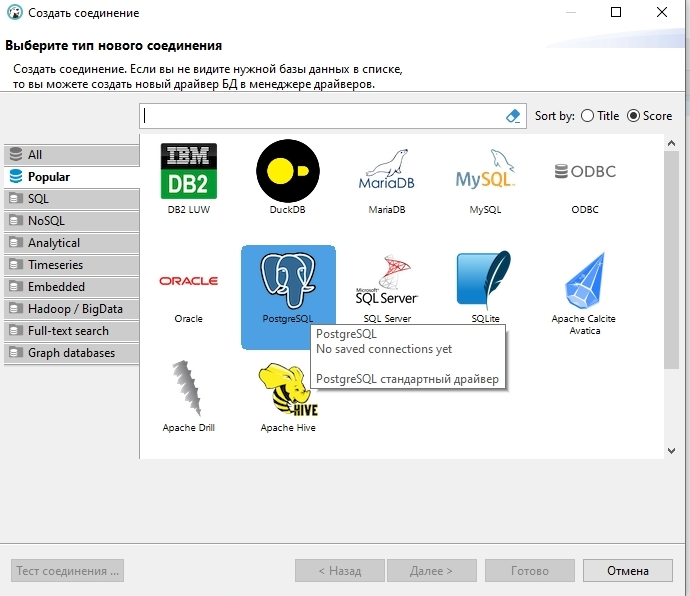 Создать соединение
Выберите тип нового соединения
Создать соединение. Если вы не видите нужной базы данных в списке,
то вы можете создать новый драйвер БД в менеджере драйверов.
Sort by: Title Score
All
Popular
SQL
NoSQL
Analytical
Timeseries
Embedded
Hadoop / BigData
Full-text search
Graph databases
IBM
DB2
DB2 LUW
DuckDB
MariaDB
MariaDB
MySQL
MySQL
ODBC
ODBC
ORACLE
Oracle
PostgreSQL
Microsoft
SQL Server
SQL Server
SQLite
Apache Calcite
Avatica
PostgreSQL
No saved connections yet
PostgreSQL стандартный драйвер
Apache Drill
HIVE
Apache Hive
Тест соединения ...
< Назад
Далее >
Готово
Отмена